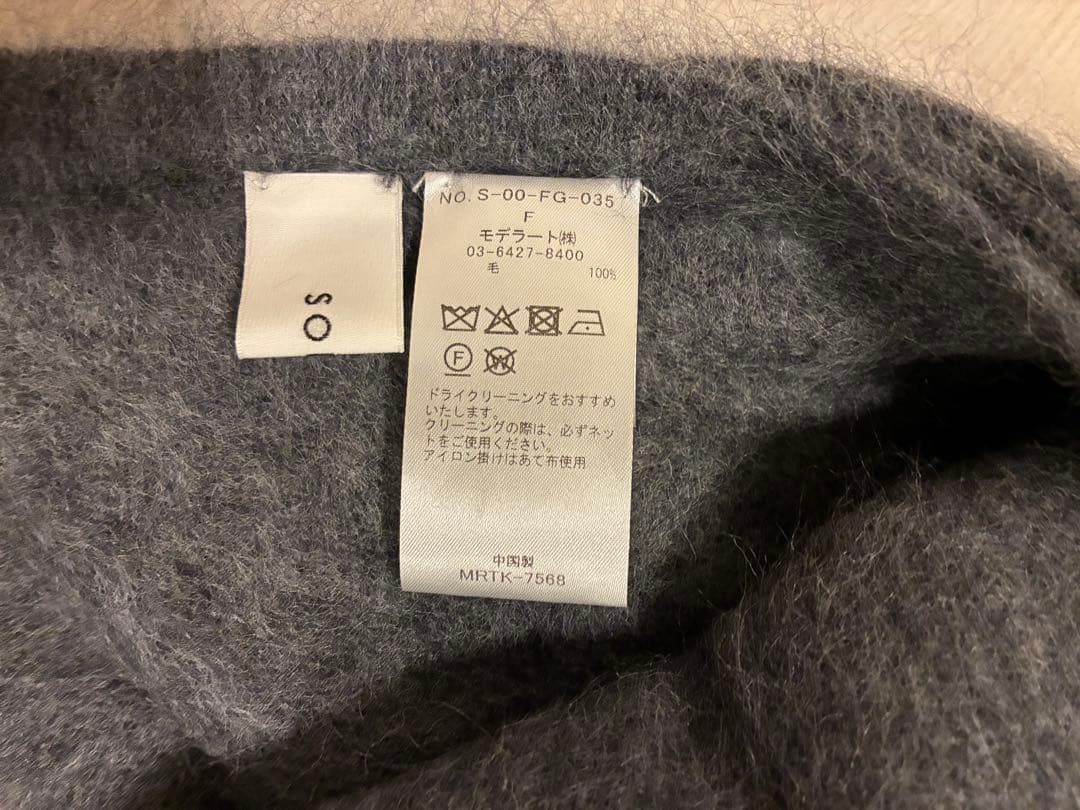 SO
NO. S-00-FG-035
F
モデラート㈱
03-6427-8400
毛 100%
F
W
ドライクリーニングをおすすめ
いたします。
クリーニングの際は、必ずネッ
トをご使用ください。
アイロン掛けはあて布使用
中国製
MRTK-7568